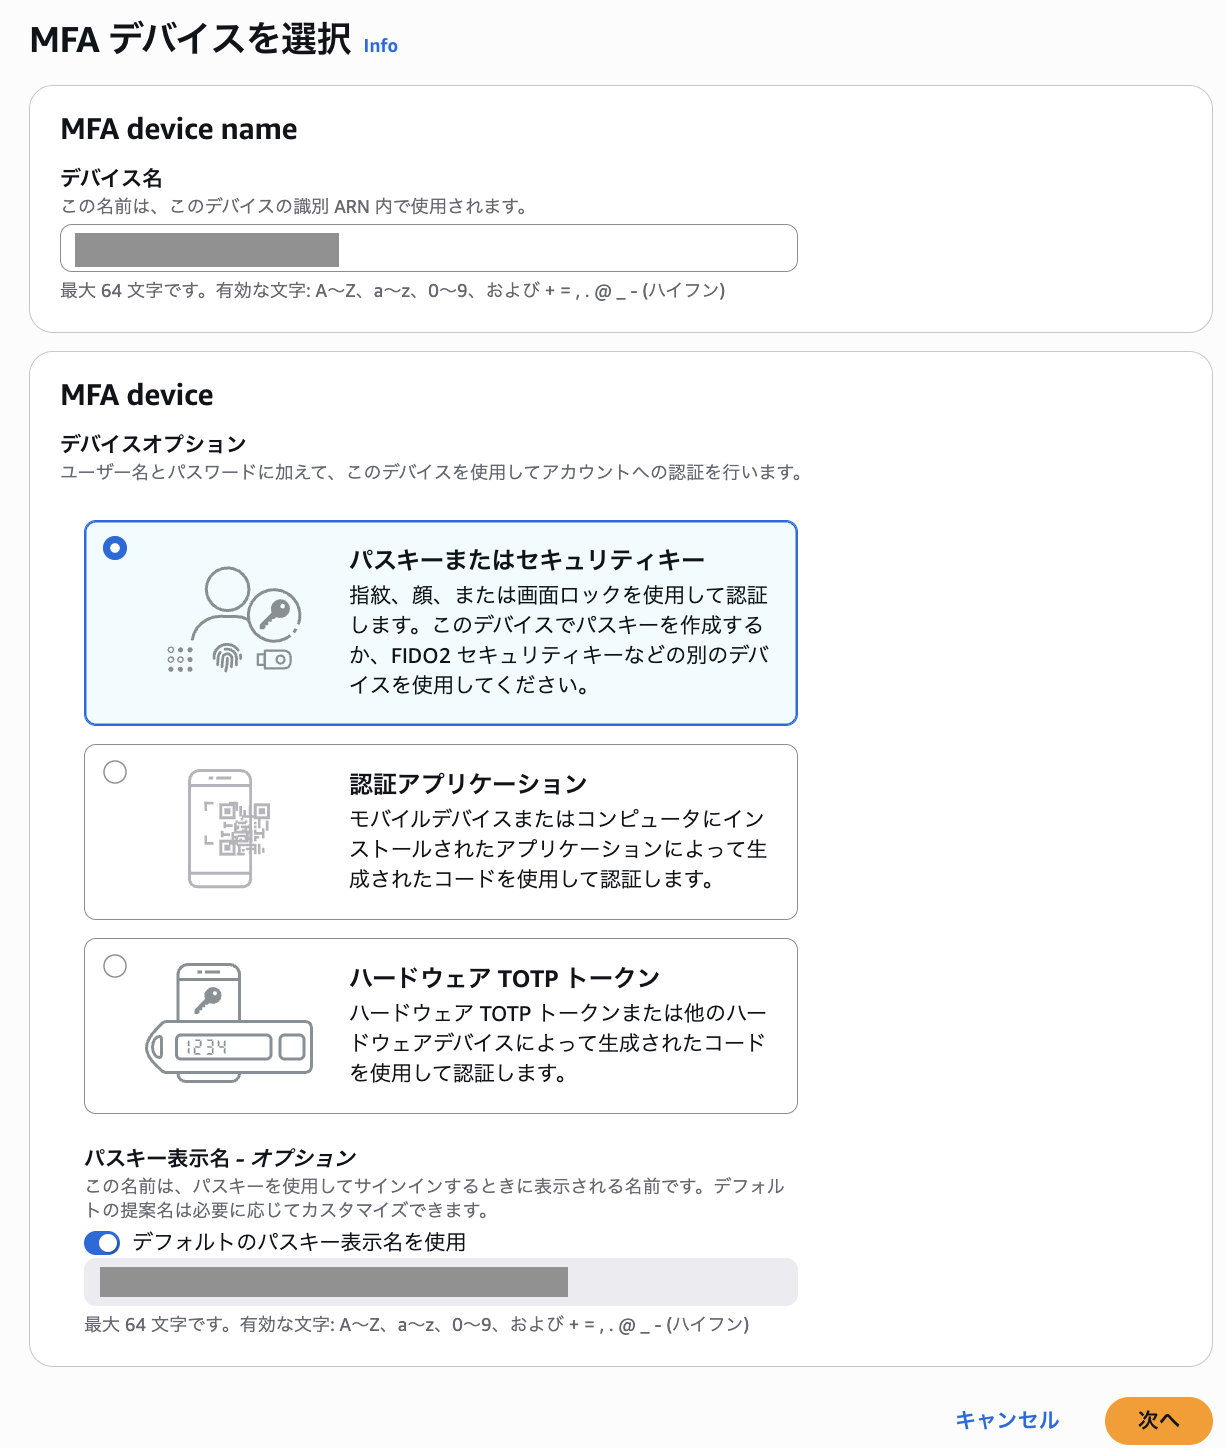 MFA デバイスを選択 Info
MFA device name
デバイス名
この名前は、このデバイスの識別 ARN 内で使用されます。
最大 64 文字です。有効な文字: A～Z、a～z、0～9、および + = , . @ _ - (ハイフン)
MFA device
デバイスオプション
ユーザー名とパスワードに加えて、このデバイスを使用してアカウントへの認証を行います。
パスキーまたはセキュリティキー
指紋、顔、または画面ロックを使用して認証
します。このデバイスでパスキーを作成する
か、FIDO2 セキュリティキーなどの別のデバ
イスを使用してください。
認証アプリケーション
モバイルデバイスまたはコンピュータにイン
ストールされたアプリケーションによって生
成されたコードを使用して認証します。
1234
ハードウェア TOTP トークン
ハードウェア TOTP トークンまたは他のハー
ドウェアデバイスによって生成されたコード
を使用して認証します。
パスキー表示名 - オプション
この名前は、パスキーを使用してサインインするときに表示される名前です。デフォル
トの提案名は必要に応じてカスタマイズできます。
デフォルトのパスキー表示名を使用
最大 64 文字です。有効な文字: A～Z、a～z、0～9、および + = , . @ _ - (ハイフン)
キャンセル
次へ